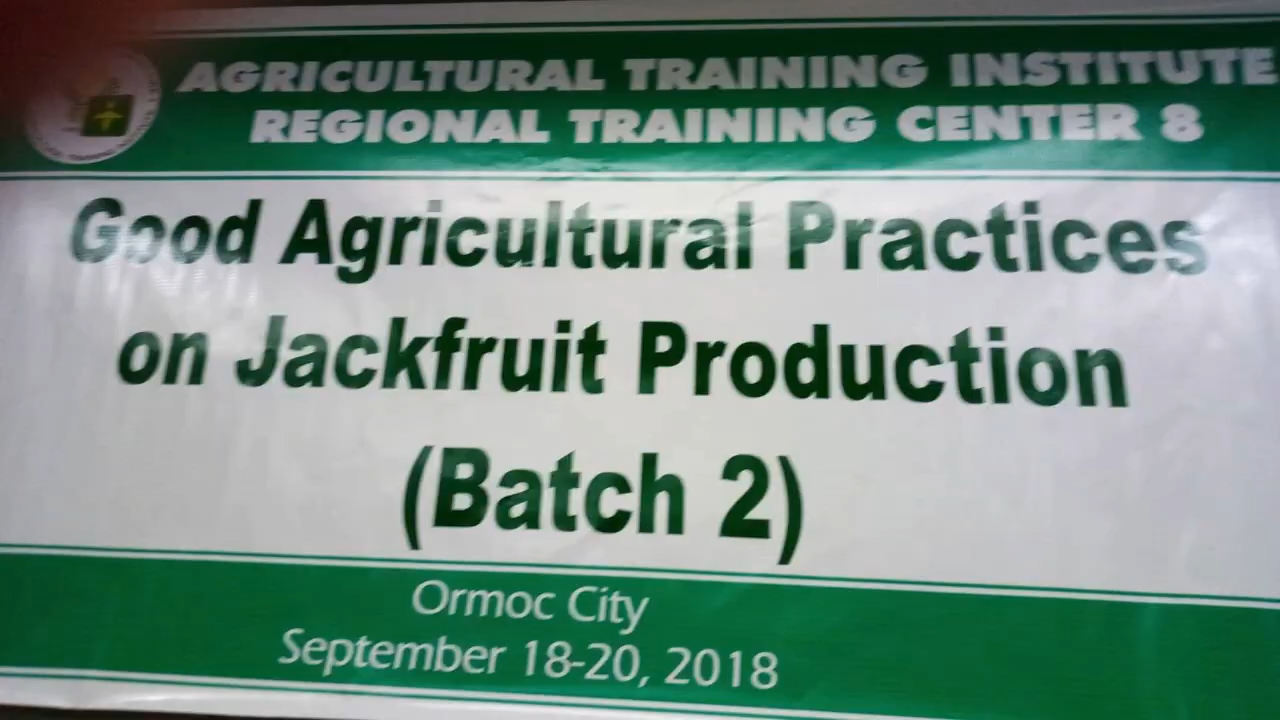 AGRICULTURAL TRAINING INSTITUTE
REGIONAL TRAINING CENTER 8
Good Agricultural Practices
on Jackfruit Production
(Batch 2)
Ormoc City
September 18-20, 2018